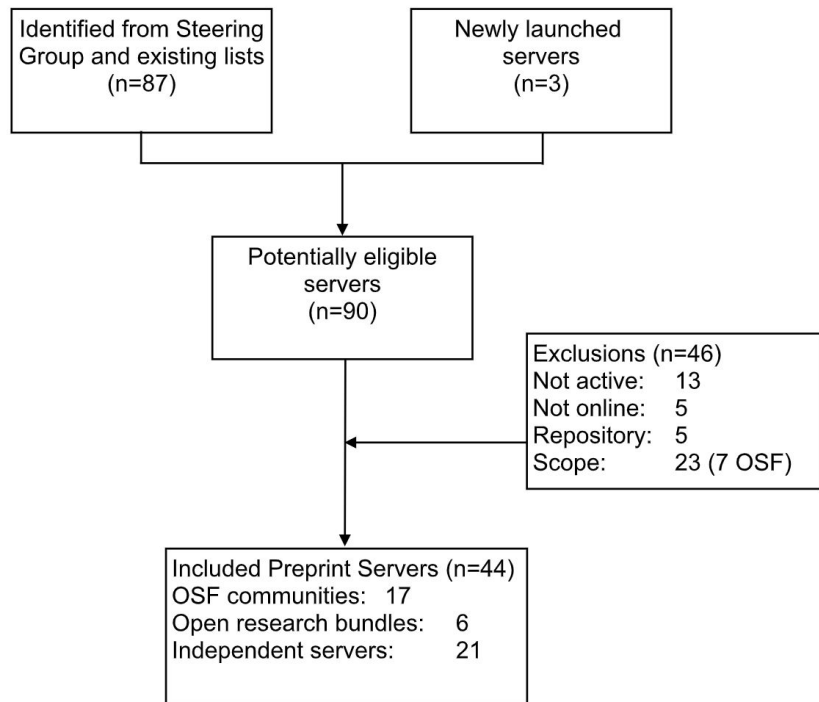 Identified from Steering
Group and existing lists
(n=87)
Newly launched
servers
(n=3)
Potentially eligible
servers
(n=90)
Exclusions (n=46)
Not active: 13
Not online: 5
Repository: 5
Scope: 23 (7 OSF)
Included Preprint Servers (n=44)
OSF communities: 17
Open research bundles: 6
Independent servers: 21